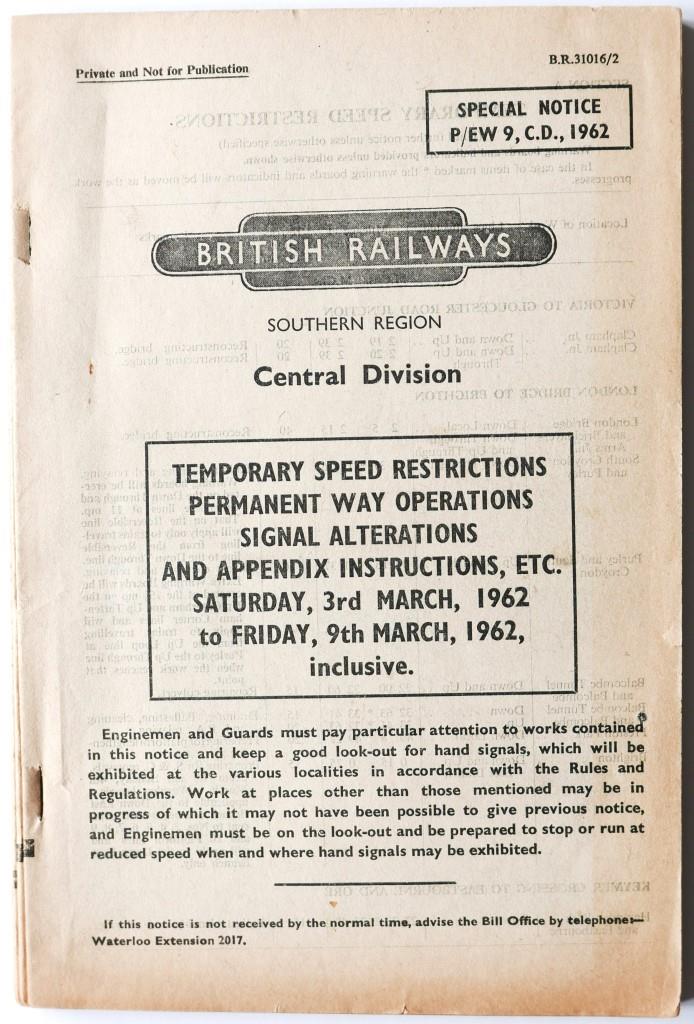 Private and Not for Publication
B.R.31016/2
SPECIAL NOTICE
P/EW 9, C.D., 1962
BRITISH RAILWAYS
SOUTHERN REGION
Central Division
TEMPORARY SPEED RESTRICTIONS
PERMANENT WAY OPERATIONS
SIGNAL ALTERATIONS
AND APPENDIX INSTRUCTIONS, ETC.
SATURDAY, 3rd MARCH, 1962
to FRIDAY, 9th MARCH, 1962,
inclusive.
Enginemen and Guards must pay particular attention to works contained
in this notice and keep a good look-out for hand signals, which will be
exhibited at the various localities in accordance with the Rules and
Regulations. Work at places other than those mentioned may be in
progress of which it may not have been possible to give previous notice,
and Enginemen must be on the look-out and be prepared to stop or run at
reduced speed when and where hand signals may be exhibited.
If this notice is not received by the normal time, advise the Bill Office by telephone:—
Waterloo Extension 2017.